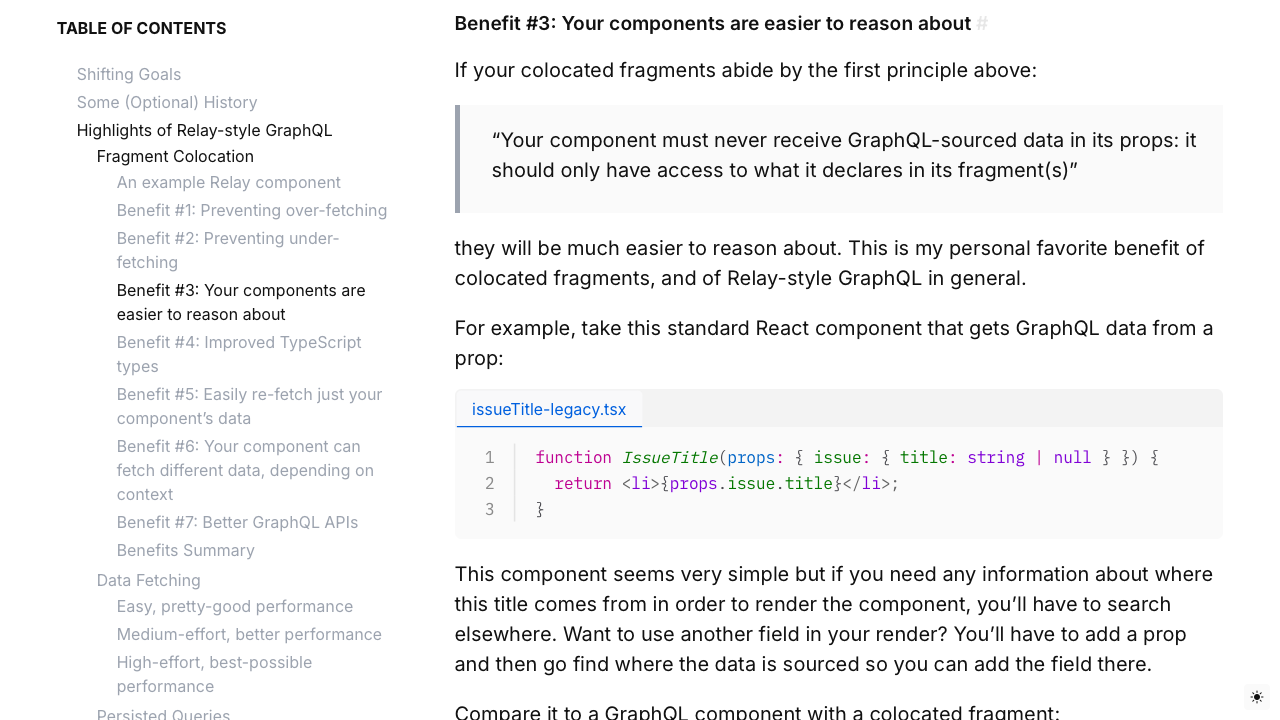 TABLE OF CONTENTS
Shifting Goals
Some (Optional) History
Highlights of Relay-style GraphQL
Fragment Colocation
An example Relay component
Benefit #1: Preventing over-fetching
Benefit #2: Preventing under-
fetching
Benefit #3: Your components are
easier to reason about
Benefit #4: Improved TypeScript
types
Benefit #5: Easily re-fetch just your
component’s data
Benefit #6: Your component can
fetch different data, depending on
context
Benefit #7: Better GraphQL APIs
Benefits Summary
Data Fetching
Easy, pretty-good performance
Medium-effort, better performance
High-effort, best-possible
performance
Persisted Queries
Benefit #3: Your components are easier to reason about #
If your colocated fragments abide by the first principle above:
“Your component must never receive GraphQL-sourced data in its props: it
should only have access to what it declares in its fragment(s)”
they will be much easier to reason about. This is my personal favorite benefit of
colocated fragments, and of Relay-style GraphQL in general.
For example, take this standard React component that gets GraphQL data from a
prop:
issueTitle-legacy.tsx
1 function IssueTitle(props: { issue: { title: string | null } }) {
2 return <li>{props.issue.title}</li>;
3 }
This component seems very simple but if you need any information about where
this title comes from in order to render the component, you’ll have to search
elsewhere. Want to use another field in your render? You’ll have to add a prop
and then go find where the data is sourced so you can add the field there.
Compare it to a GraphQL component with a colocated fragment: